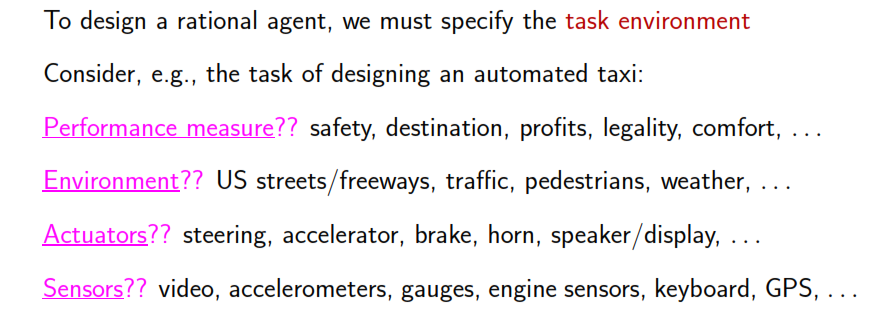 To design a rational agent, we must specify the task environment
Consider, e.g., the task of designing an automated taxi:
Performance measure?? safety, destination, profits, legality, comfort, ...
Environment?? US streets/freeways, traffic, pedestrians, weather, ...
Actuators?? steering, accelerator, brake, horn, speaker/display, ...
Sensors?? video, accelerometers, gauges, engine sensors, keyboard, GPS, ...